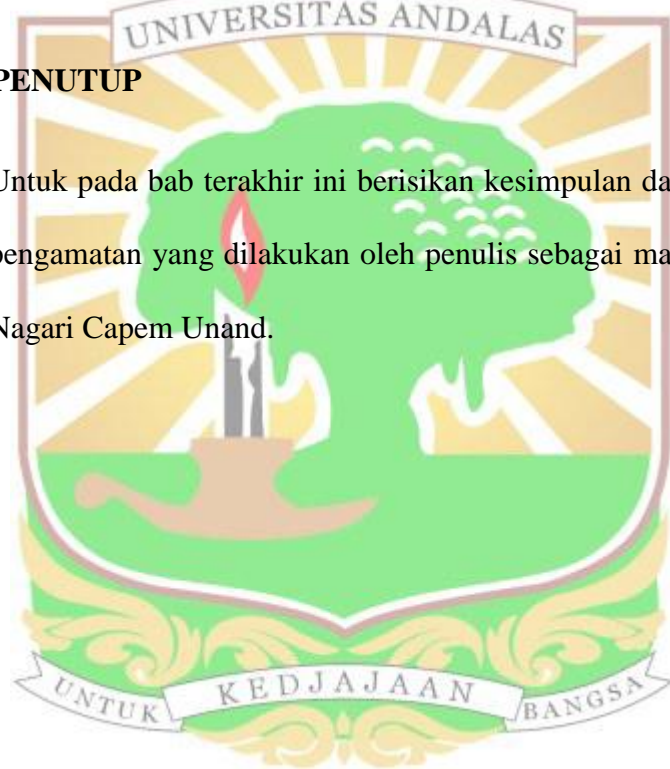 UNIVERSITAS ANDALAS
PENUTUP
Untuk pada bab terakhir ini berisikan kesimpulan da
pengamatan yang dilakukan oleh penulis sebagai ma
Nagari Capem Unand.
UNTUK KEDJAJAAN BANGSA